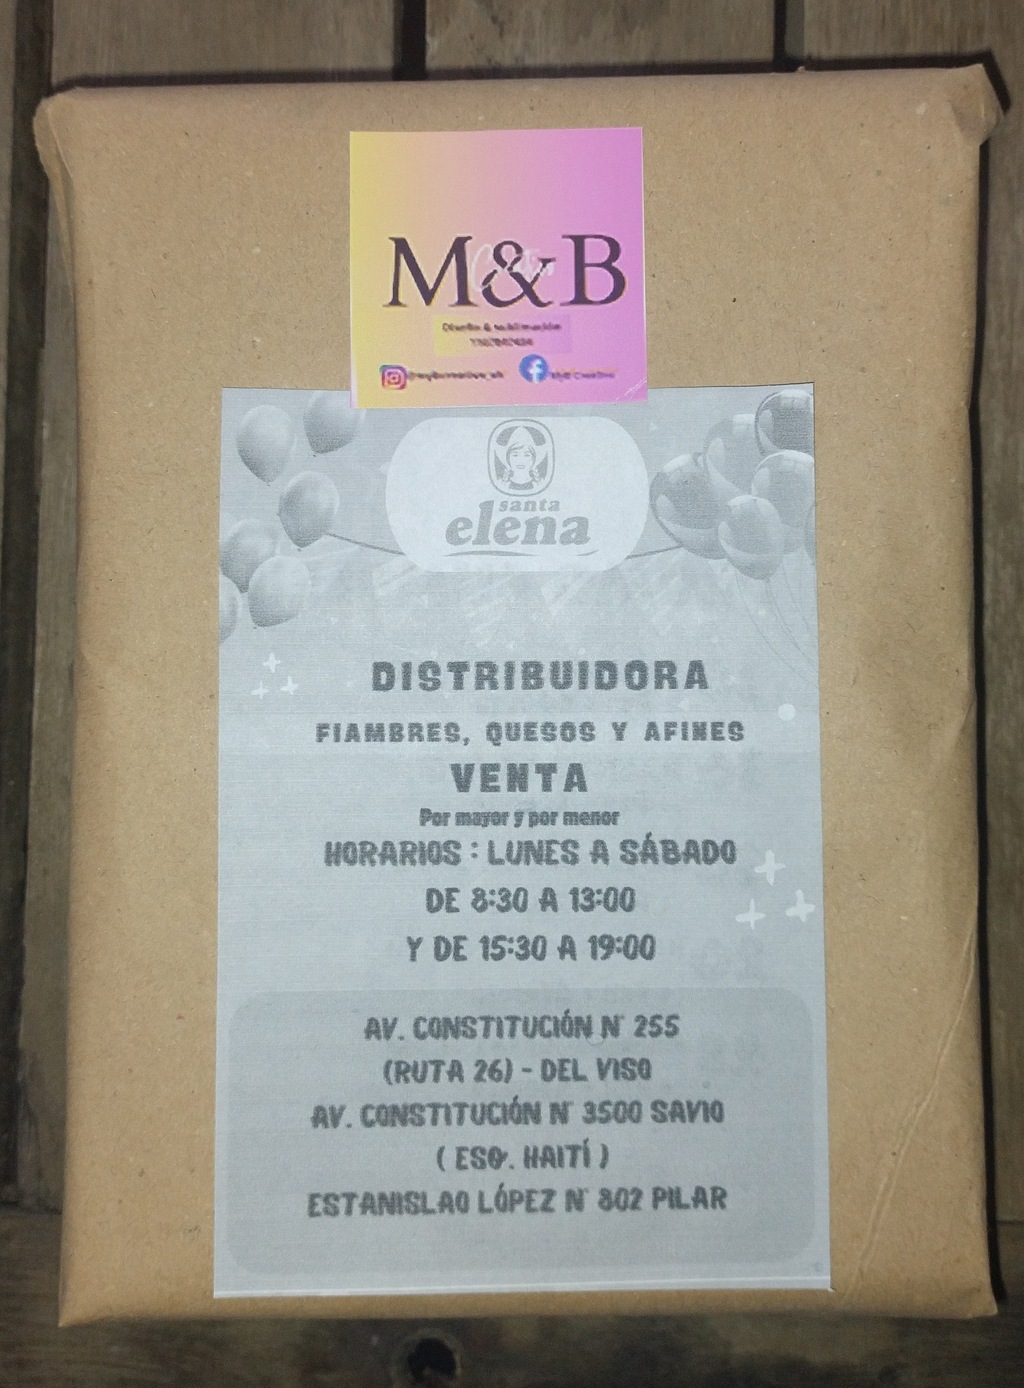 M&B
Diseño & sublimación
santa
elena
DISTRIBUIDORA
FIAMBRES, QUESOS Y AFINES
VENTA
Por mayor y por menor
HORARIOS : LUNES A SÁBADO
DE 8:30 A 13:00
Y DE 15:30 A 19:00
AV. CONSTITUCIÓN N° 255
(RUTA 26) - DEL VISO
AV. CONSTITUCIÓN N° 3500 SAVIO
( ESQ. HAITÍ )
ESTANISLAO LÓPEZ N° 802 PILAR